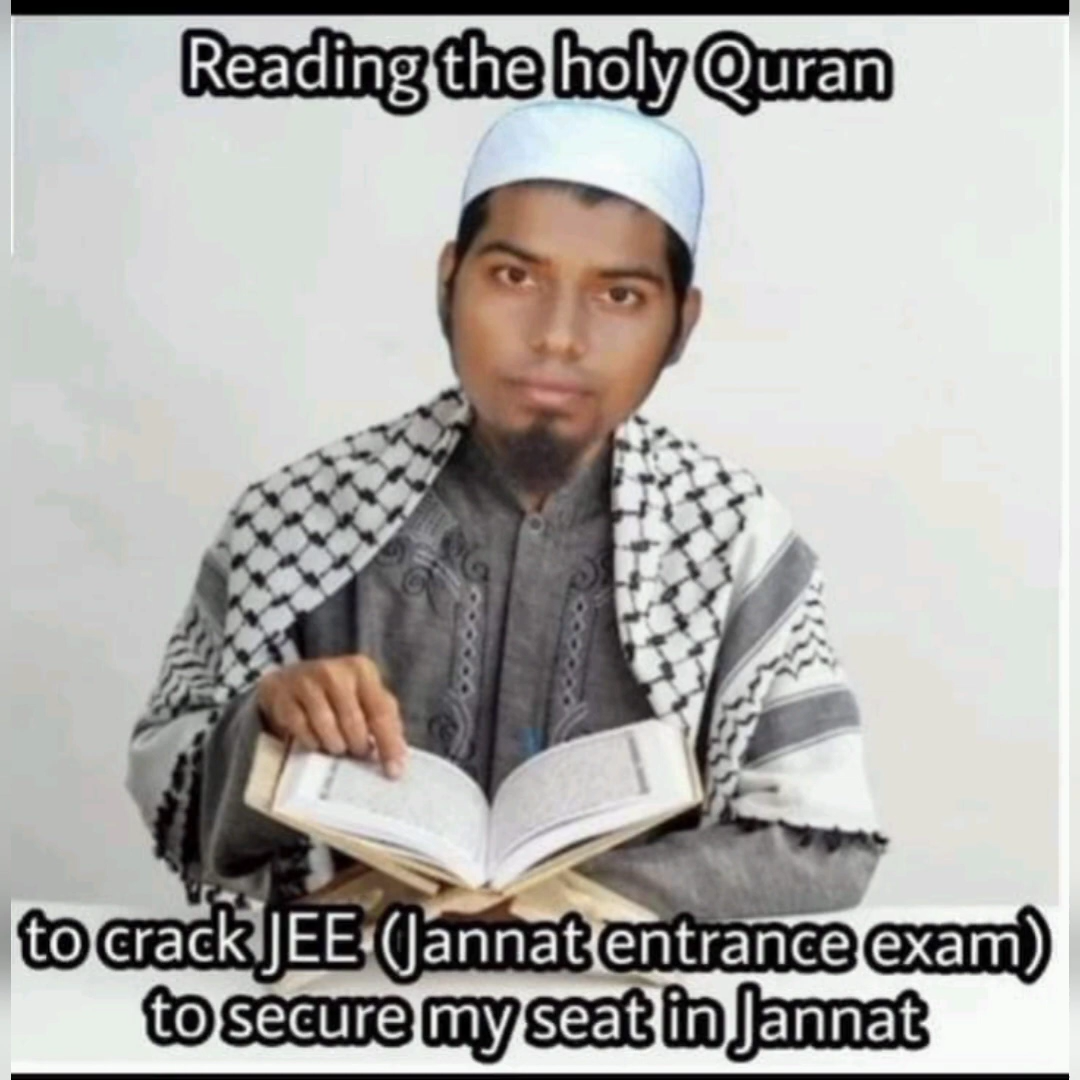 Reading the holy Quran
to crack JEE (Jannat entrance exam)
to secure my seat in Jannat